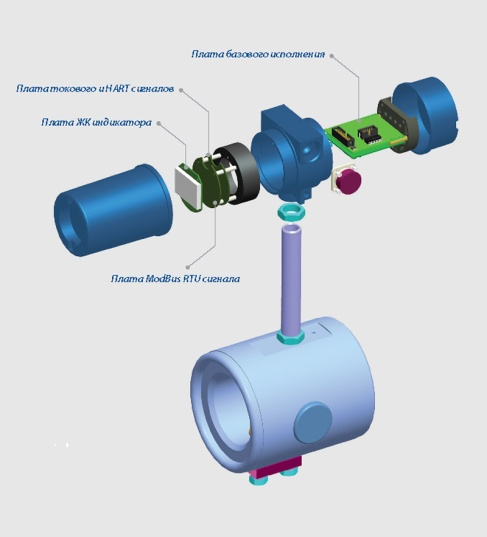 Плата базового исполнения
Плата токового и HART сигналов
Плата ЖК индикатора
Плата ModBus RTU сигнала